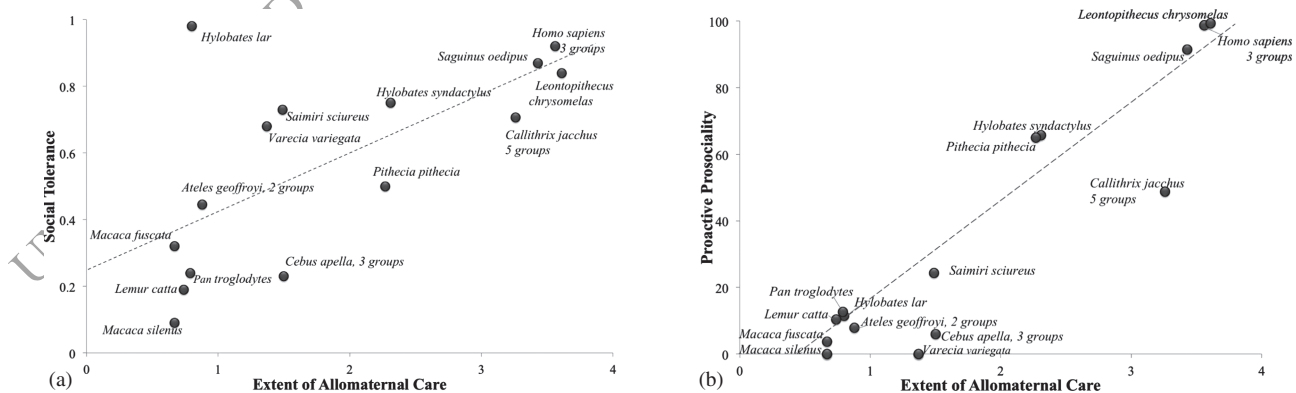 1
0.8
0.6
0.4
0.2
0
0
1
2
3
4
Social Tolerance
Extent of Allomaternal Care
(a)
Hylobates lar
Homo sapiens
3 groups
Saguinus oedipus
Leontopithecus
chrysomelas
Hylobates syndactylus
Saimiri sciureus
Varecia variegata
Callithrix jacchus
5 groups
Pithecia pithecia
Ateles geoffroyi, 2 groups
Macaca fuscata
Cebus apella, 3 groups
Pan troglodytes
Lemur catta
Macaca silenus
100
80
60
40
20
0
0
1
2
3
4
Proactive Prosociality
Extent of Allomaternal Care
(b)
Leontopithecus chrysomelas
Homo sapiens
3 groups
Saguinus oedipus
Hylobates syndactylus
Pithecia pithecia
Callithrix jacchus
5 groups
Saimiri sciureus
Pan troglodytes
Hylobates lar
Lemur catta
Ateles geoffroyi, 2 groups
Macaca fuscata
Cebus apella, 3 groups
Macaca silenus
Varecia variegata